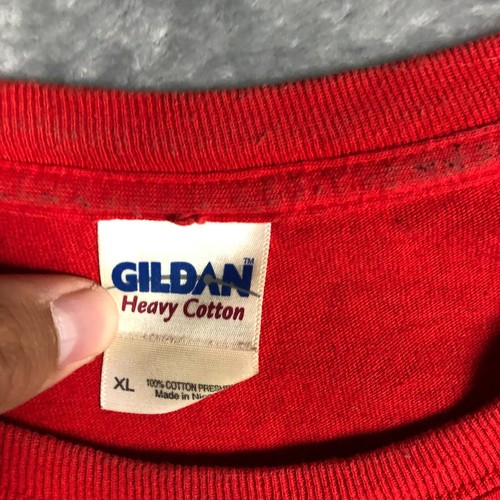 GILDAN™
Heavy Cotton
XL
100% COTTON
Made in